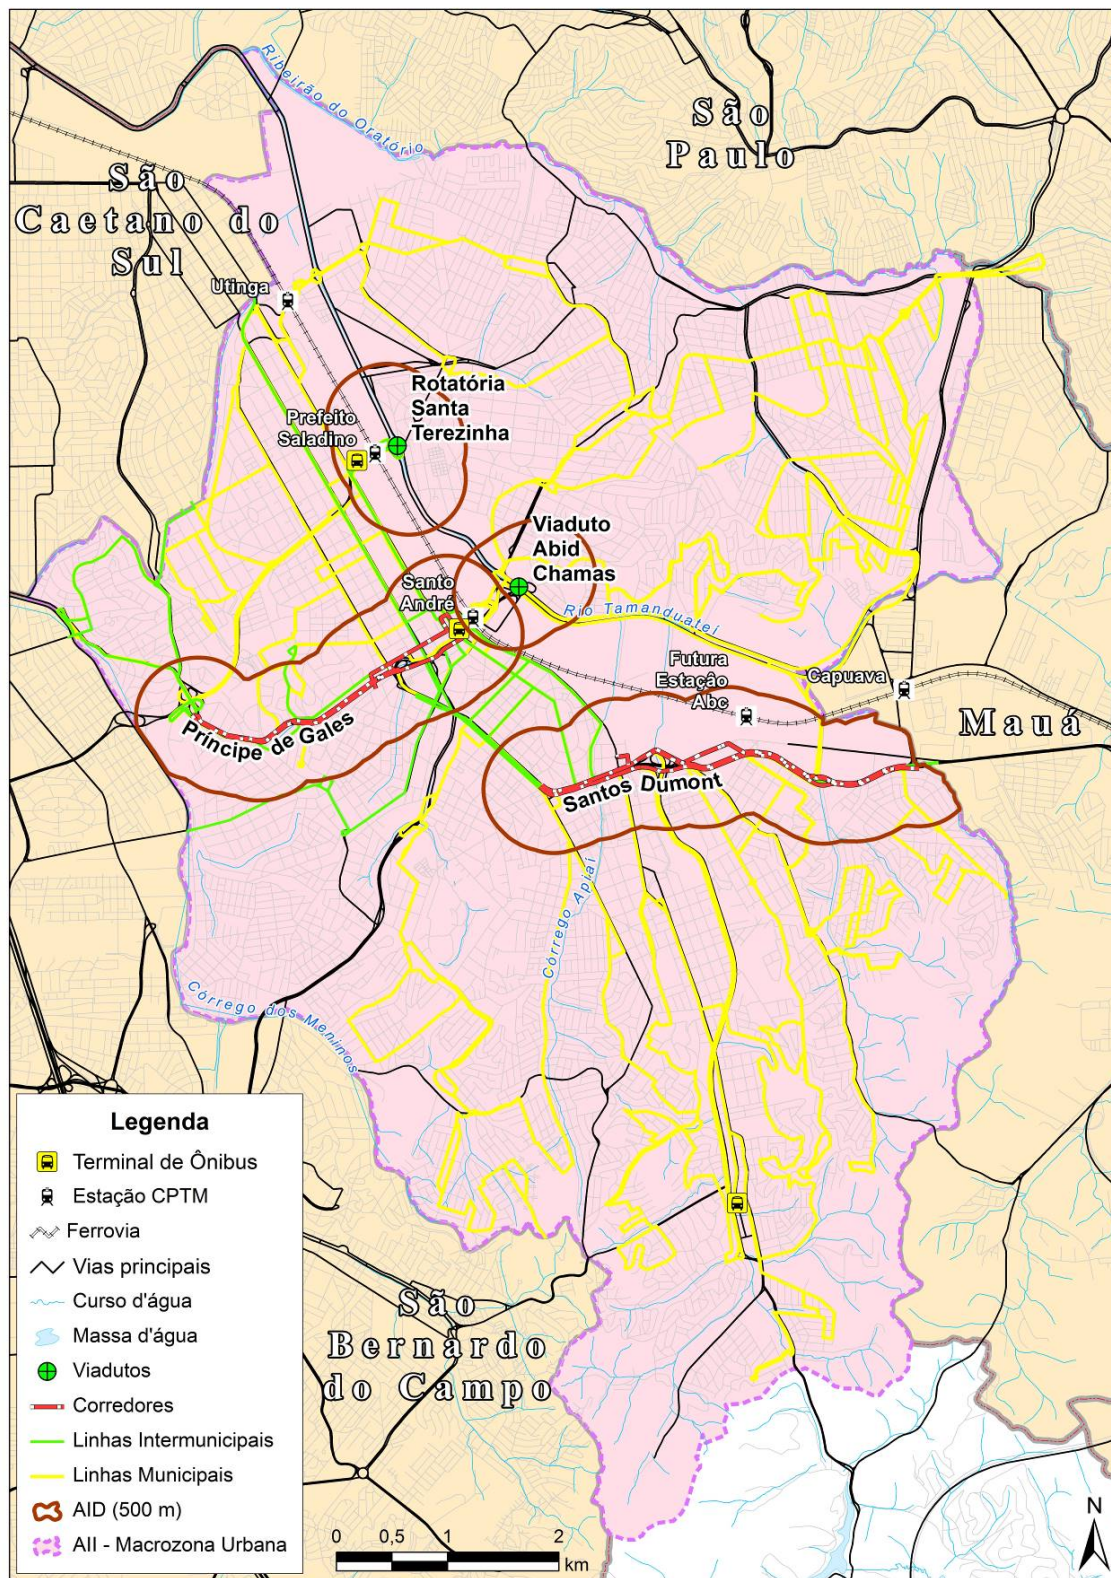 Ribeirão do Oratório
São
Paulo
São
Caetano do
Sul
Utinga
Rotatória
Santa
Terezinha
Prefeito
Saladino
Viaduto
Abid
Chamas
Santo
André
Rio Tamanduateí
Futura
Estação
Abc
Capuava
Mauá
Príncipe de Gales
Santos Dumont
Córrego Apiaí
Córrego dos Meninos
São
Bernardo
do Campo
Legenda
Terminal de Ônibus
Estação CPTM
Ferrovia
Vias principais
Curso d'água
Massa d'água
Viadutos
Corredores
Linhas Intermunicipais
Linhas Municipais
AID (500 m)
AII - Macrozona Urbana
0 0,5 1 2
km
N